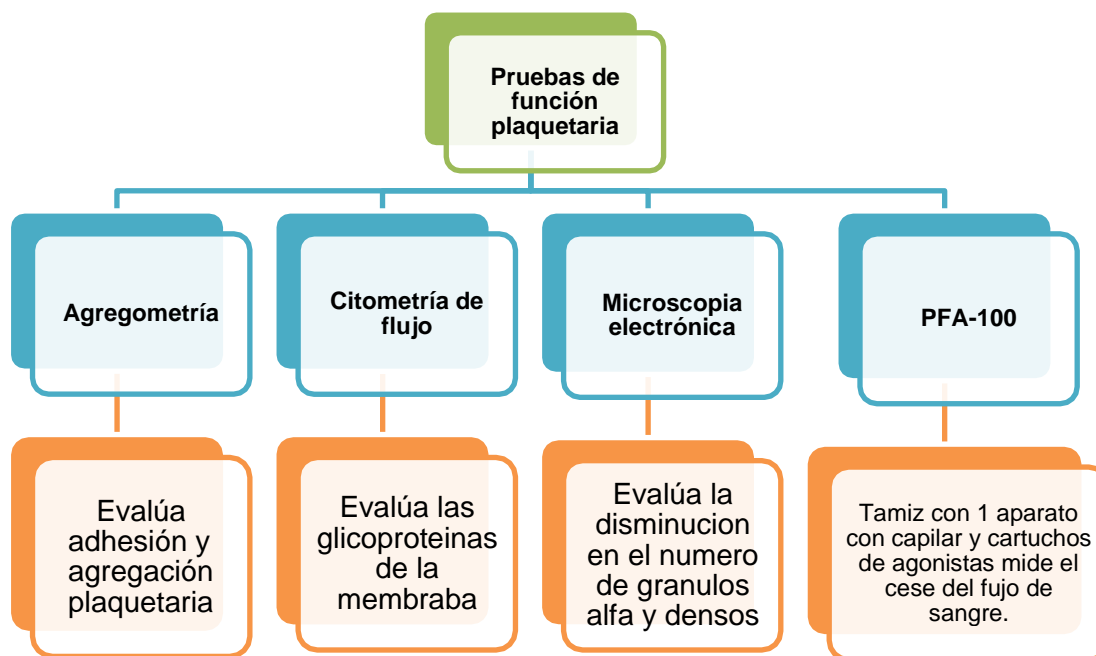 Pruebas de
función
plaquetaria
Agregometría
Citometría de
flujo
Microscopia
electrónica
PFA-100
Evalúa
adhesión y
agregación
plaquetaria
Evalúa las
glicoproteinas
de la
membraba
Evalúa la
disminucion
en el numero
de granulos
alfa y densos
Tamiz con 1 aparato
con capilar y cartuchos
de agonistas mide el
cese del fujo de
sangre.